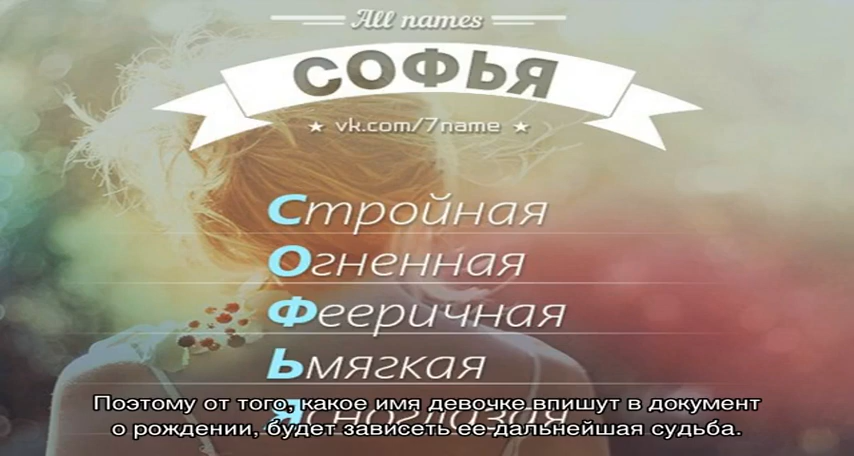 All names
СОФЬЯ
★ vk.com/7name ★
Стройная
Огненная
Фееричная
Ьмягкая
Ясноглазая
Поэтому от того, какое имя девочке впишут в документ
о рождении, будет зависеть ее дальнейшая судьба.